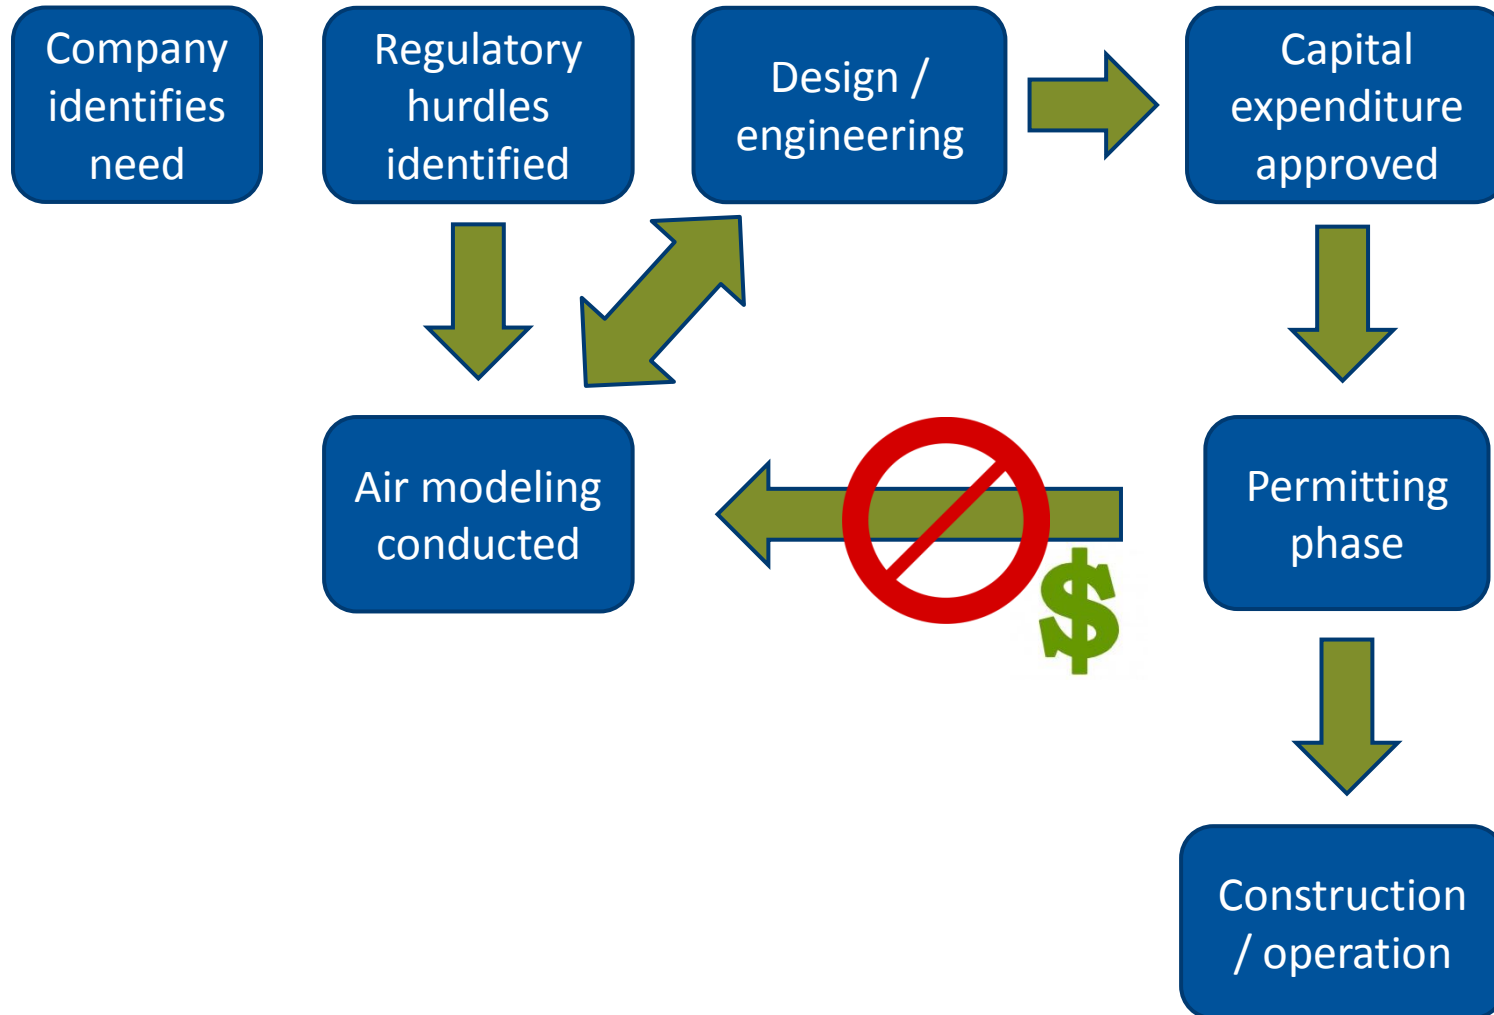 Company
identifies
need
Regulatory
hurdles
identified
Design /
engineering
Capital
expenditure
approved
Air modeling
conducted
$
Permitting
phase
Construction
/ operation